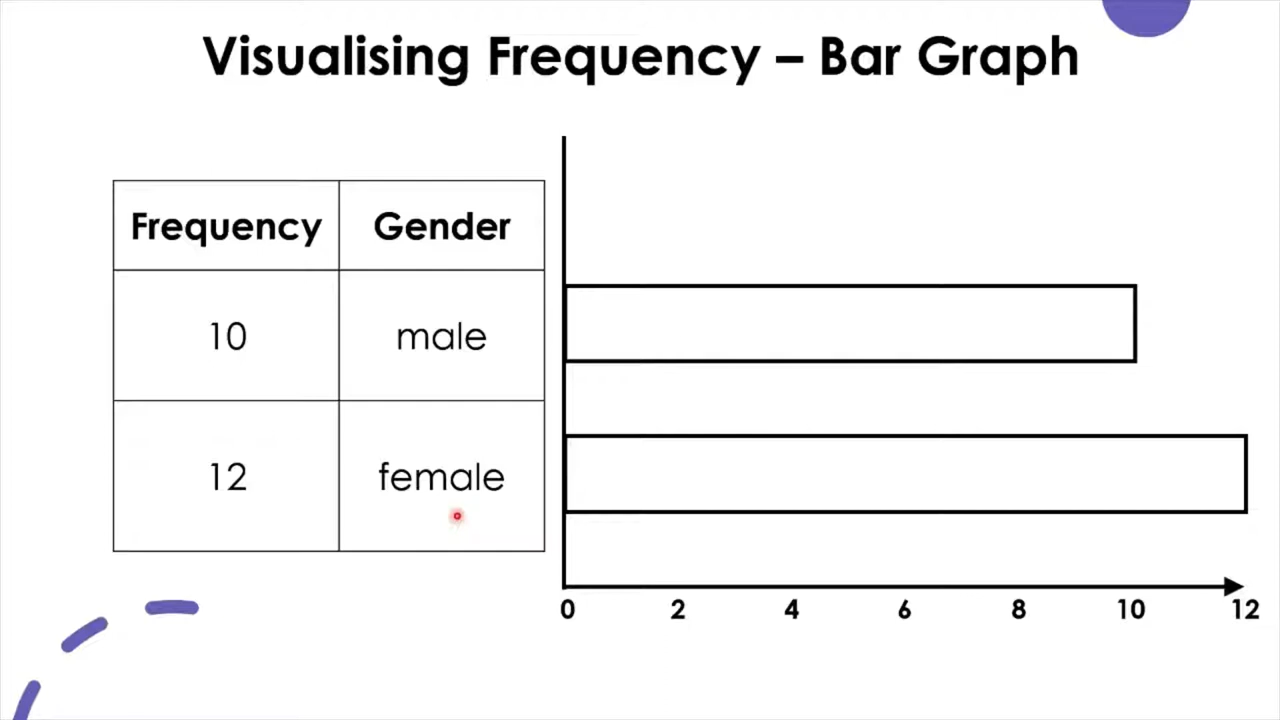 Visualising Frequency – Bar Graph
Frequency Gender
10 male
12 female
0 2 4 6 8 10 12